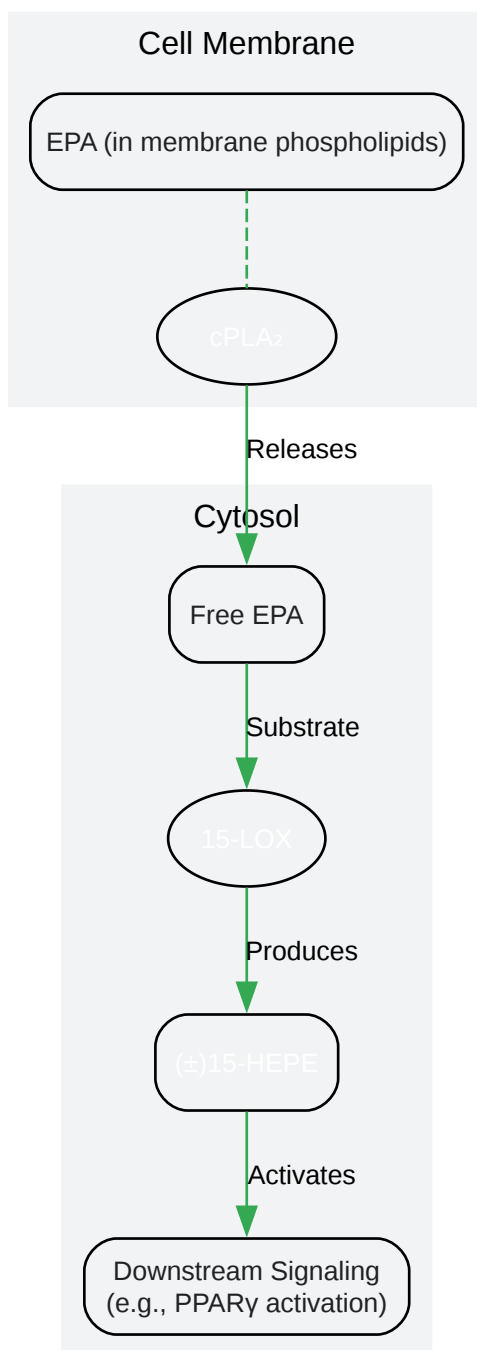 Cell Membrane
EPA (in membrane phospholipids)
cPLA₂
Releases
Cytosol
Free EPA
Substrate
15-LOX
Produces
(±)15-HEPE
Activates
Downstream Signaling
(e.g., PPARγ activation)